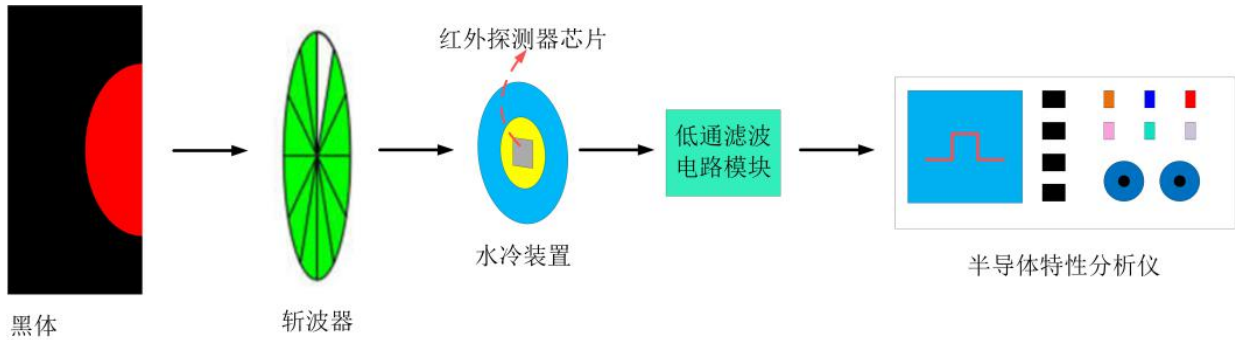 红外探测器芯片
低通滤波
电路模块
水冷装置
半导体特性分析仪
斩波器
黑体